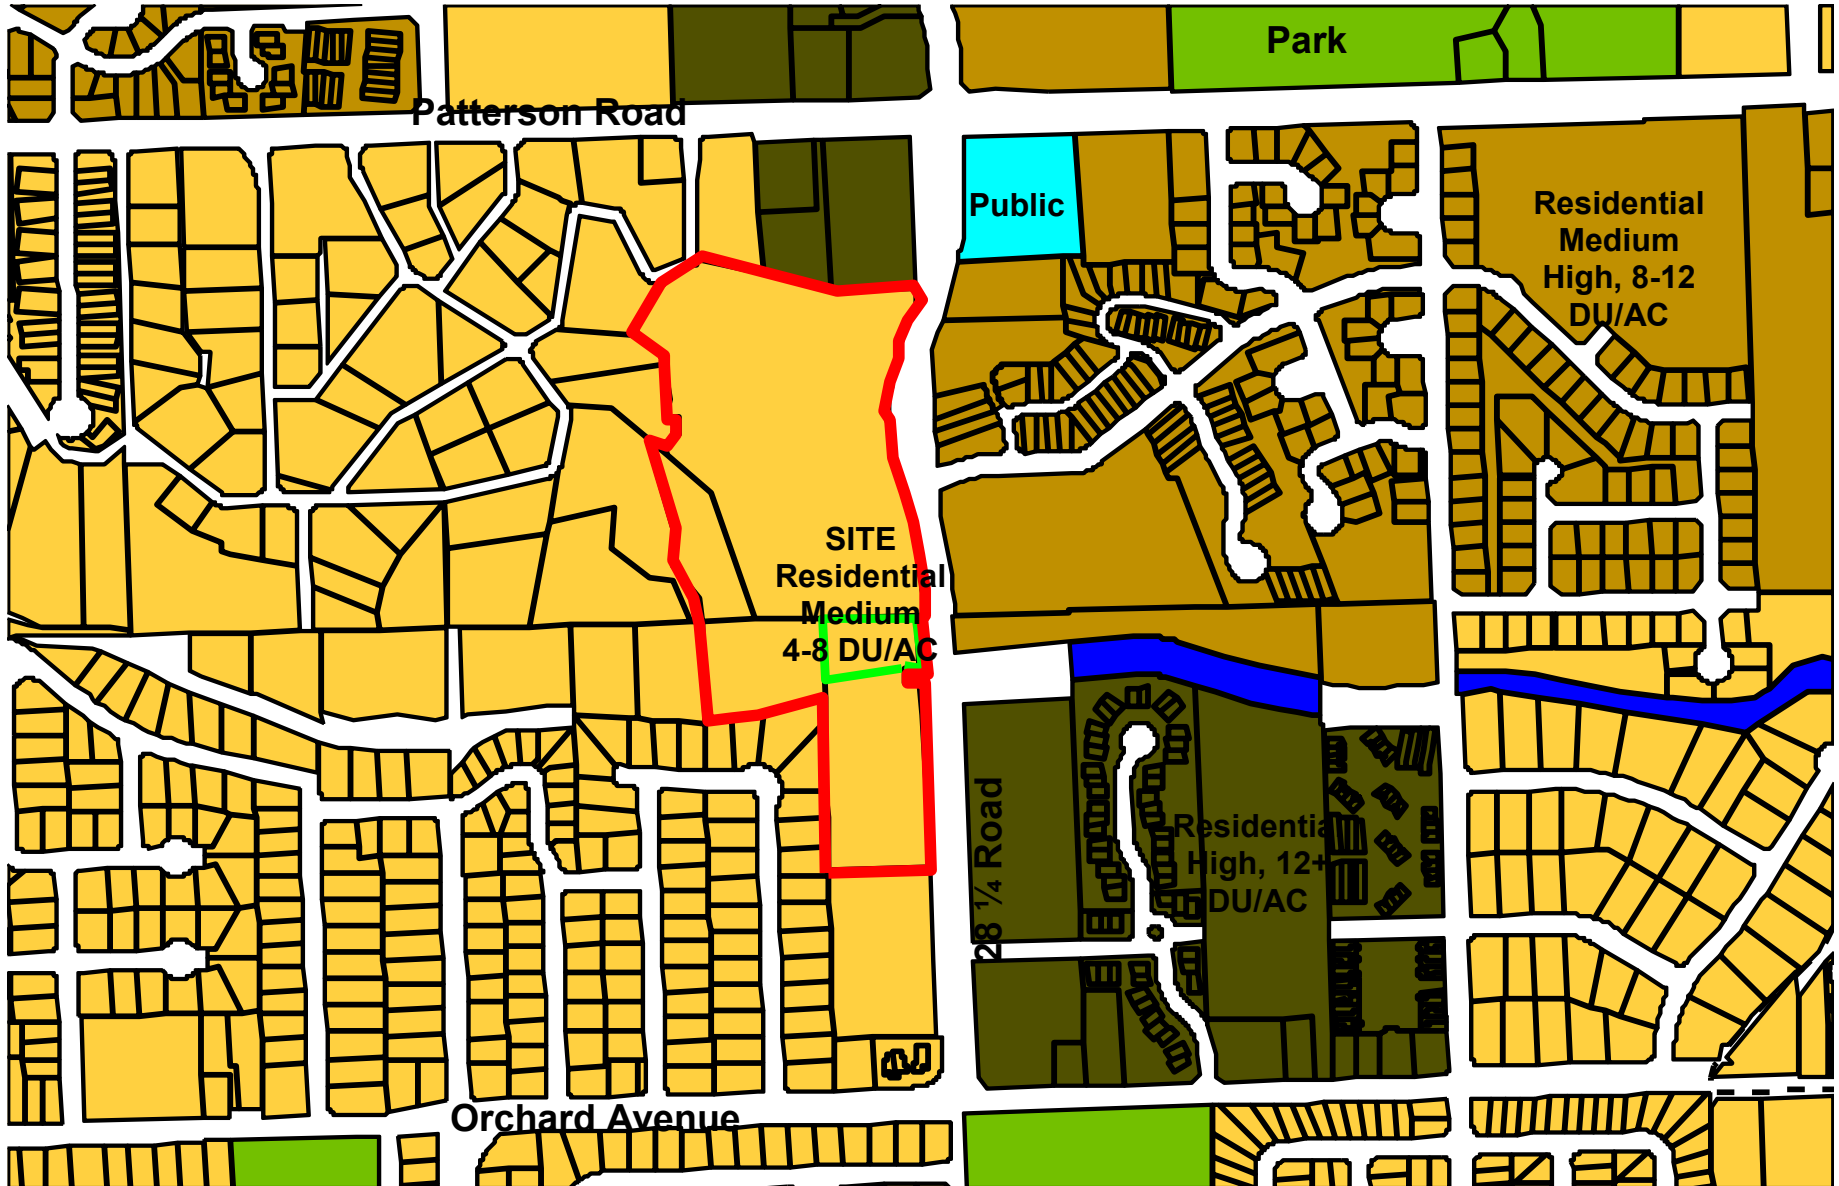 Park
Patterson Road
Public
Residential
Medium
High, 8-12
DU/AC
SITE
Residential
Medium
4-8 DU/AC
28 ¼ Road
Residential
High, 12+
DU/AC
Orchard Avenue